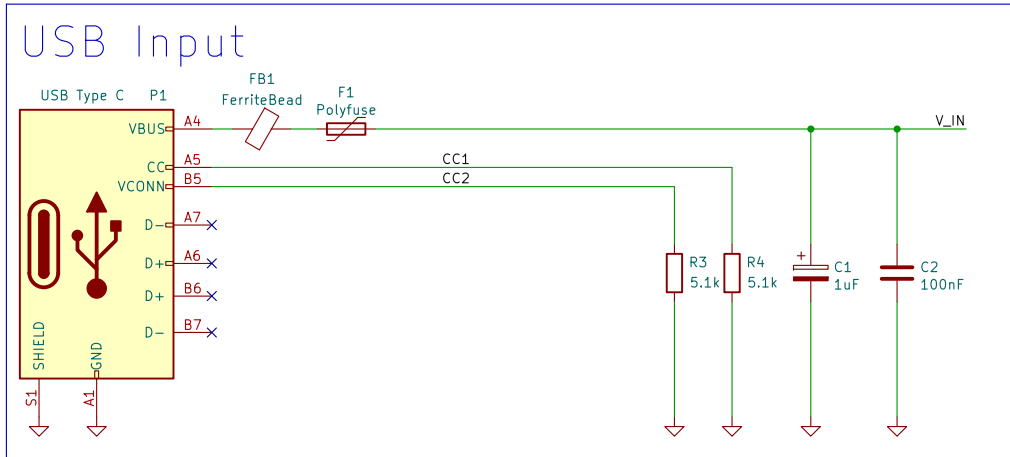 USB Input
USB Type C
P1
FB1
FerriteBead
F1
Polyfuse
VBUS
A4
V_IN
CC
A5
CC1
VCONN
B5
CC2
D-
A7
D+
A6
D+
B6
D-
B7
R3
5.1k
R4
5.1k
+
C1
1uF
C2
100nF
SHIELD
GND
S1
A1